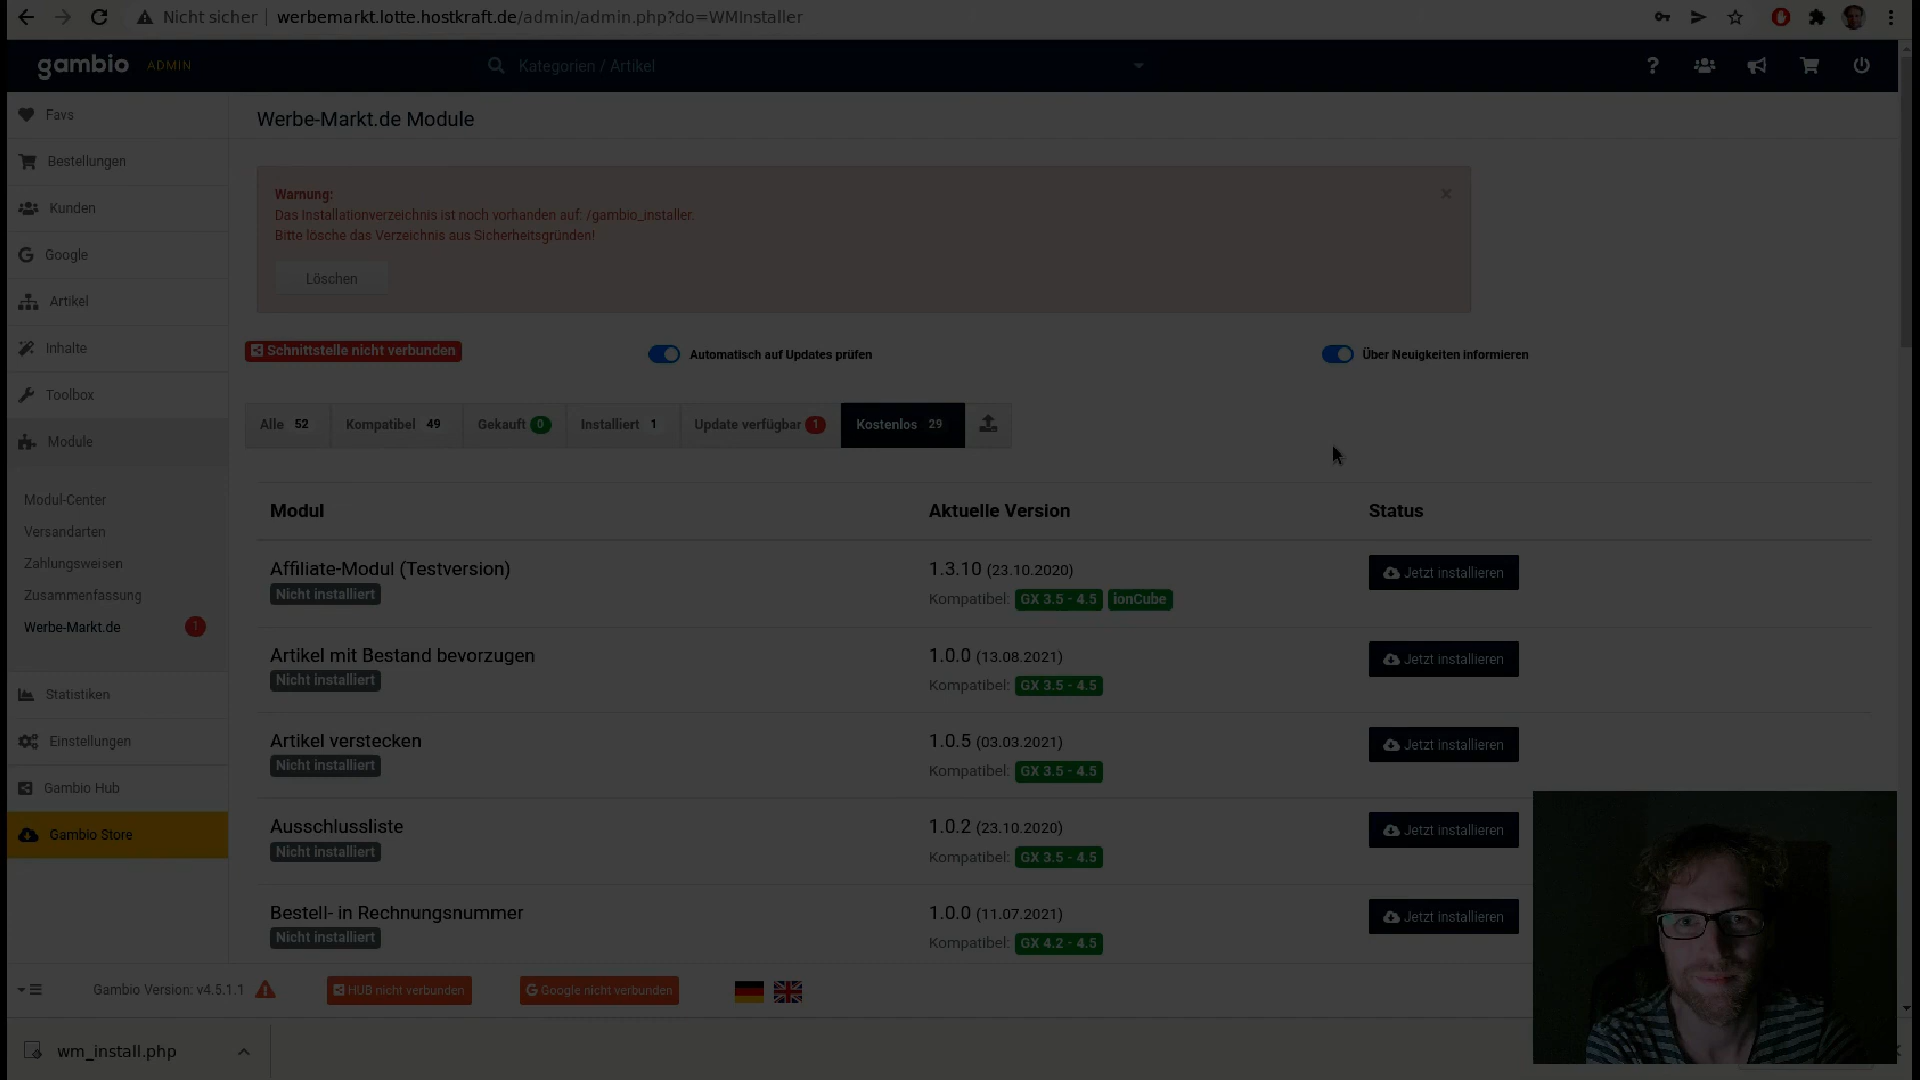 Nicht sicher
werbemarkt.lotte.hostkraft.de/admin/admin.php?do=WMInstaller
gambio ADMIN
Kategorien / Artikel
Favs
Bestellungen
Kunden
Google
Artikel
Inhalte
Toolbox
Module
Modul-Center
Versandarten
Zahlungsweisen
Zusammenfassung
Werbe-Markt.de 1
Statistiken
Einstellungen
Gambio Hub
Gambio Store
Werbe-Markt.de Module
Warnung:
Das Installationverzeichnis ist noch vorhanden auf: /gambio_installer.
Bitte lösche das Verzeichnis aus Sicherheitsgründen!
Löschen
Schnittstelle nicht verbunden
Automatisch auf Updates prüfen
Über Neuigkeiten informieren
Alle 52 Kompatibel 49 Gekauft 0 Installiert 1 Update verfügbar 1 Kostenlos 29
Modul Aktuelle Version Status
Affiliate-Modul (Testversion) 1.3.10 (23.10.2020) Jetzt installieren
Nicht installiert Kompatibel: GX 3.5 - 4.5 ionCube
Artikel mit Bestand bevorzugen 1.0.0 (13.08.2021) Jetzt installieren
Nicht installiert Kompatibel: GX 3.5 - 4.5
Artikel verstecken 1.0.5 (03.03.2021) Jetzt installieren
Nicht installiert Kompatibel: GX 3.5 - 4.5
Ausschlussliste 1.0.2 (23.10.2020) Jetzt installieren
Nicht installiert Kompatibel: GX 3.5 - 4.5
Bestell- in Rechnungsnummer 1.0.0 (11.07.2021) Jetzt installieren
Nicht installiert Kompatibel: GX 4.2 - 4.5
Gambio Version: v4.5.1.1 HUB nicht verbunden Google nicht verbunden
wm_install.php